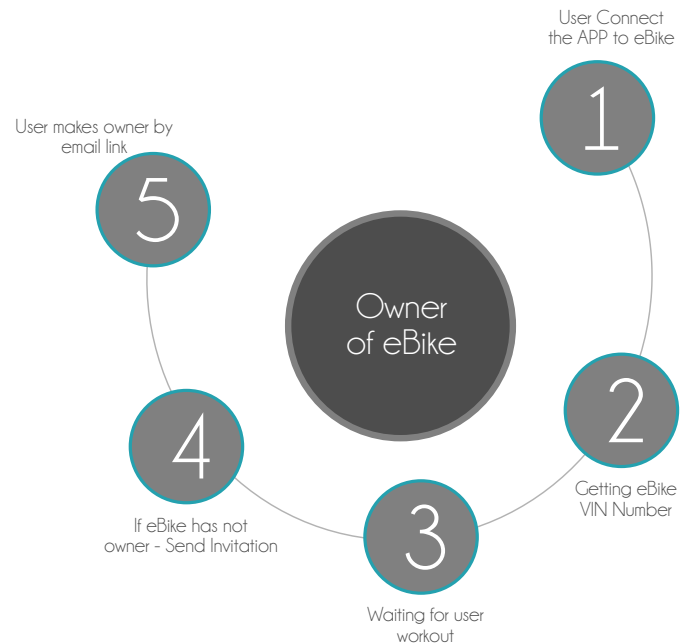 User Connect
the APP to eBike
1
User makes owner by
email link
5
Owner
of eBike
2
Getting eBike
VIN Number
4
If eBike has not
owner - Send Invitation
3
Waiting for user
workout